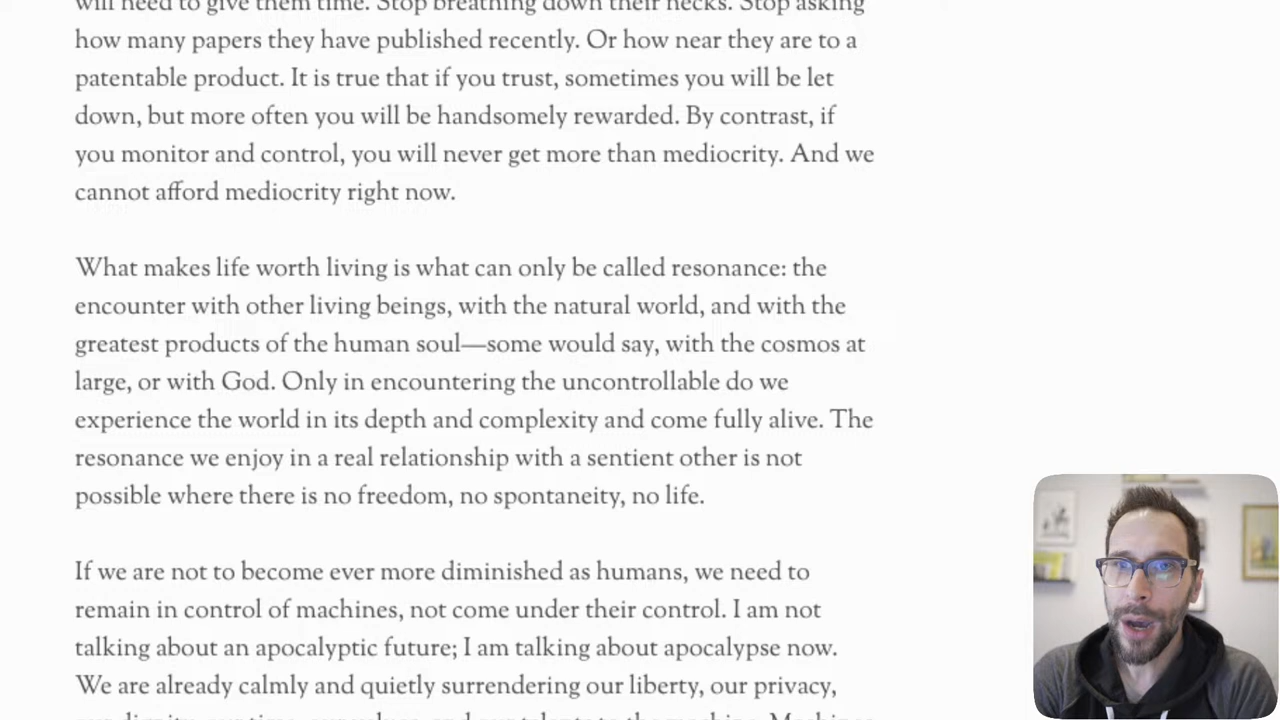 will need to give them time. Stop breathing down their necks. Stop asking
how many papers they have published recently. Or how near they are to a
patentable product. It is true that if you trust, sometimes you will be let
down, but more often you will be handsomely rewarded. By contrast, if
you monitor and control, you will never get more than mediocrity. And we
cannot afford mediocrity right now.
What makes life worth living is what can only be called resonance: the
encounter with other living beings, with the natural world, and with the
greatest products of the human soul—some would say, with the cosmos at
large, or with God. Only in encountering the uncontrollable do we
experience the world in its depth and complexity and come fully alive. The
resonance we enjoy in a real relationship with a sentient other is not
possible where there is no freedom, no spontaneity, no life.
If we are not to become ever more diminished as humans, we need to
remain in control of machines, not come under their control. I am not
talking about an apocalyptic future; I am talking about apocalypse now.
We are already calmly and quietly surrendering our liberty, our privacy,